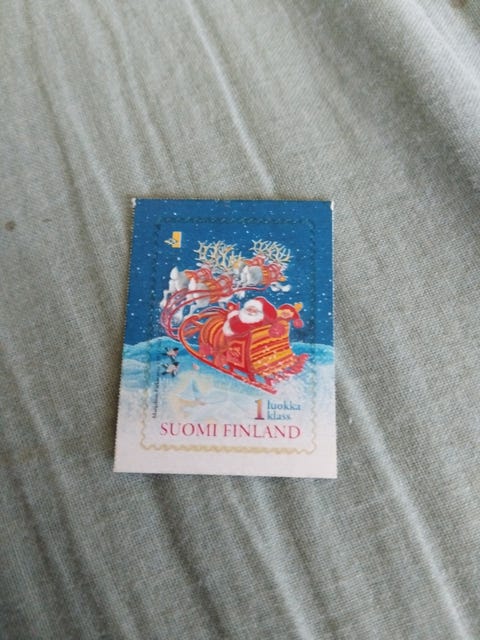 1 luokka
klass
SUOMI FINLAND